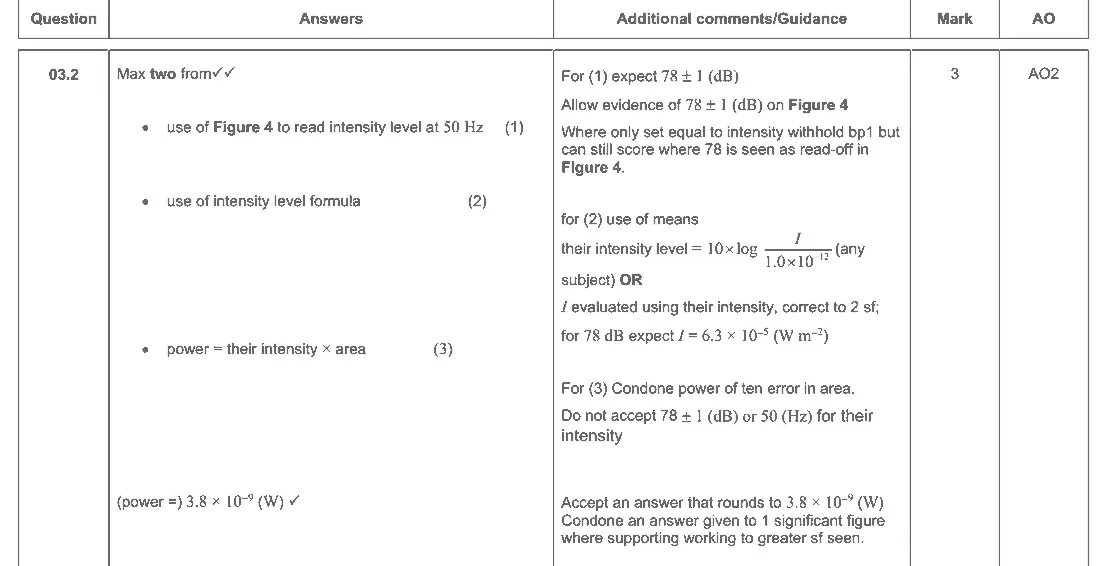 Question Answers Additional comments/Guidance Mark AO
03.2 Max two from✓✓ For (1) expect 78 ± 1 (dB) 3 AO2
Allow evidence of 78 ± 1 (dB) on Figure 4
• use of Figure 4 to read intensity level at 50 Hz (1) Where only set equal to intensity withhold bp1 but
can still score where 78 is seen as read-off in
Figure 4.
• use of intensity level formula (2)
for (2) use of means
their intensity level = 10×log I / 1.0×10⁻¹² (any
subject) OR
I evaluated using their intensity, correct to 2 sf;
for 78 dB expect I = 6.3 × 10⁻⁵ (W m⁻²)
• power = their intensity × area (3)
For (3) Condone power of ten error in area.
Do not accept 78 ± 1 (dB) or 50 (Hz) for their
intensity
(power =) 3.8 × 10⁻⁹ (W) ✓ Accept an answer that rounds to 3.8 × 10⁻⁹ (W)
Condone an answer given to 1 significant figure
where supporting working to greater sf seen.